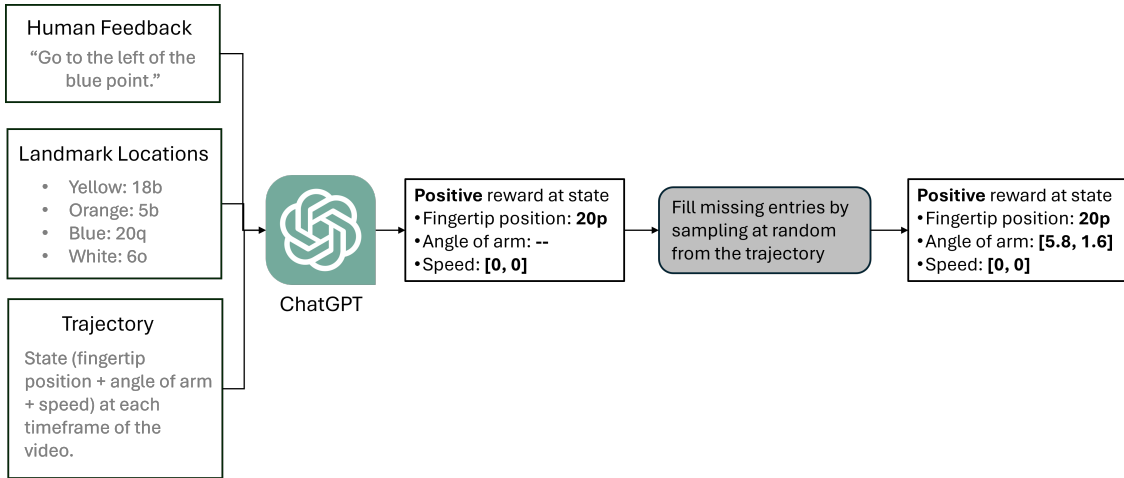 Human Feedback
“Go to the left of the
blue point.”
Landmark Locations
• Yellow: 18b
• Orange: 5b
• Blue: 20q
• White: 6o
Trajectory
State (fingertip
position + angle of arm
+ speed) at each
timeframe of the
video.
ChatGPT
Positive reward at state
•Fingertip position: 20p
•Angle of arm: --
•Speed: [0, 0]
Fill missing entries by
sampling at random
from the trajectory
Positive reward at state
•Fingertip position: 20p
•Angle of arm: [5.8, 1.6]
•Speed: [0, 0]